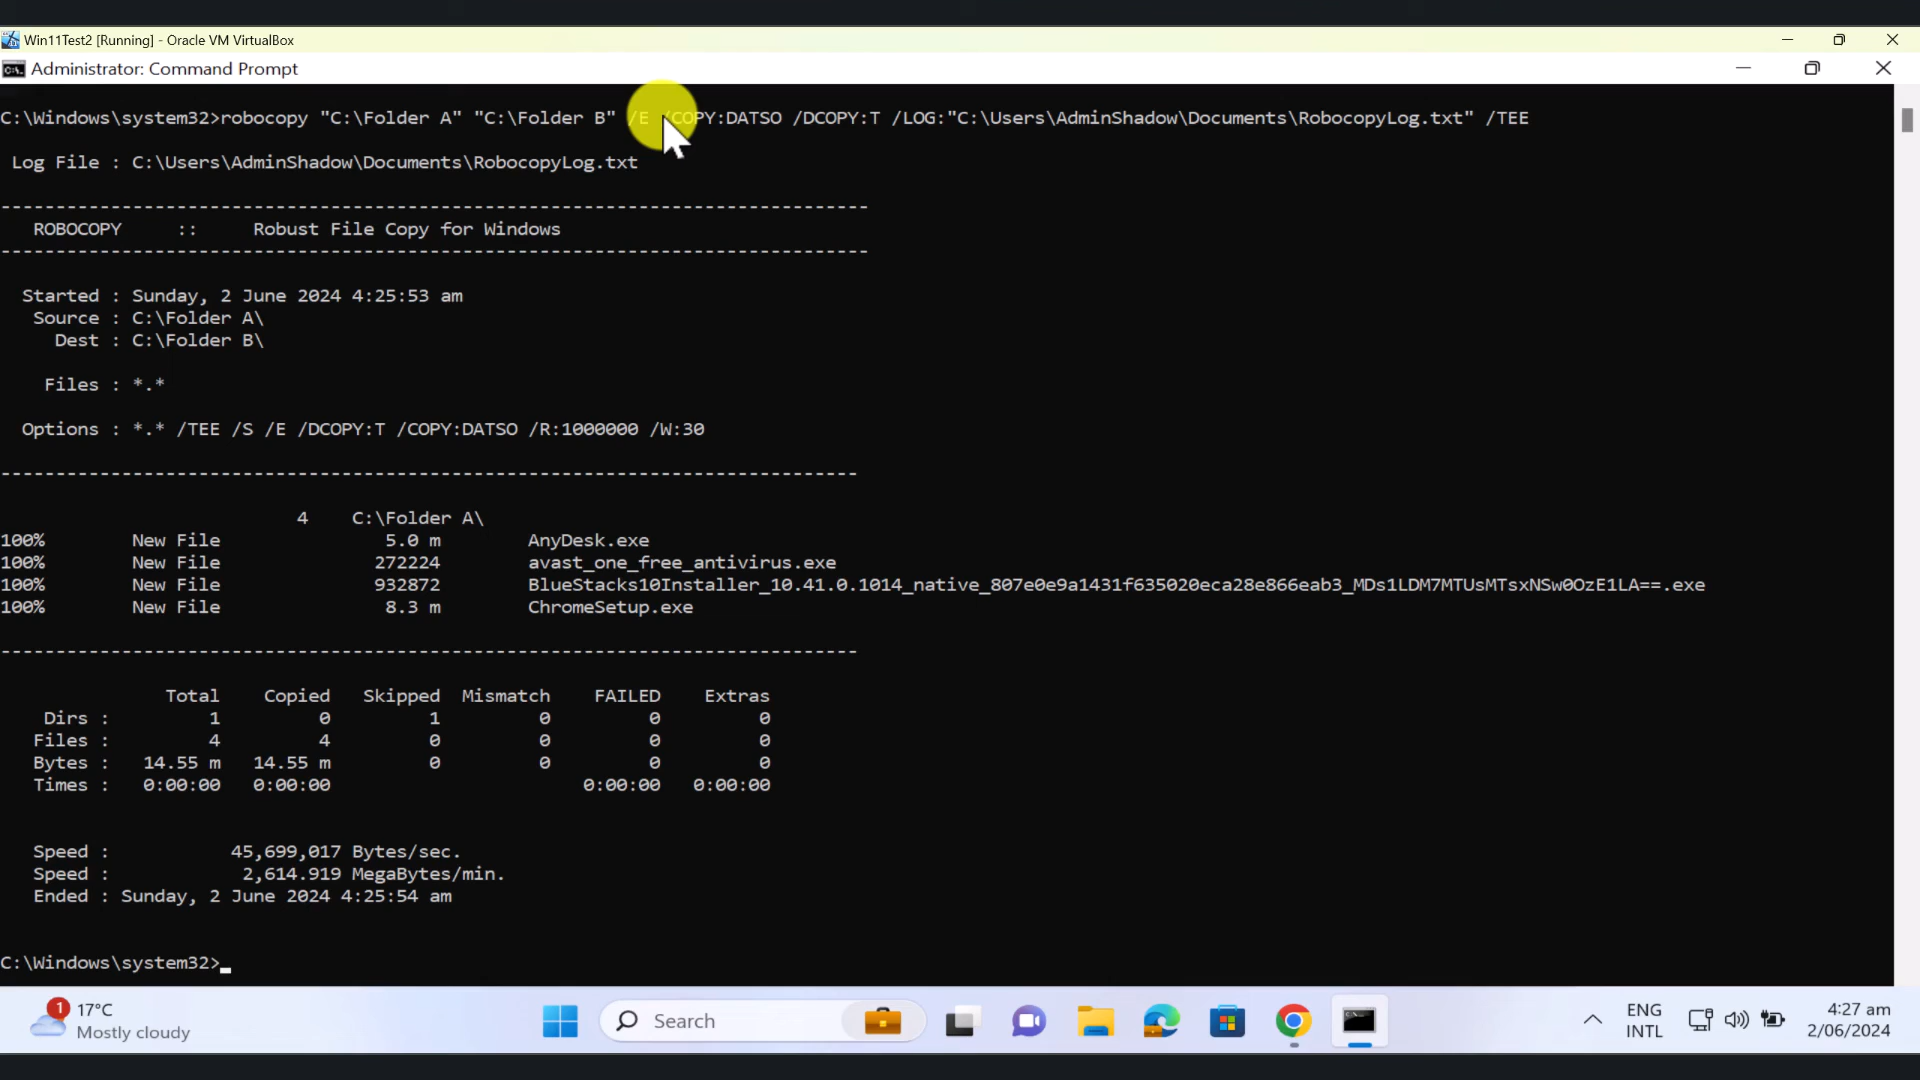 Win11Test2 [Running] - Oracle VM VirtualBox
Administrator: Command Prompt
C:\Windows\system32>robocopy "C:\Folder A" "C:\Folder B" /E /COPY:DATSO /DCOPY:T /LOG:"C:\Users\AdminShadow\Documents\RobocopyLog.txt" /TEE
Log File : C:\Users\AdminShadow\Documents\RobocopyLog.txt
-------------------------------------------------------------------------------
ROBOCOPY :: Robust File Copy for Windows
-------------------------------------------------------------------------------
Started : Sunday, 2 June 2024 4:25:53 am
Source : C:\Folder A\
Dest : C:\Folder B\
Files : *.*
Options : *.* /TEE /S /E /DCOPY:T /COPY:DATSO /R:1000000 /W:30
------------------------------------------------------------------------------
4 C:\Folder A\
100% New File 5.0 m AnyDesk.exe
100% New File 272224 avast_one_free_antivirus.exe
100% New File 932872 BlueStacks10Installer_10.41.0.1014_native_807e0e9a1431f635020eca28e866eab3_MDs1LDM7MTUsMTsxNSw0OzE1LA==.exe
100% New File 8.3 m ChromeSetup.exe
------------------------------------------------------------------------------
Total Copied Skipped Mismatch FAILED Extras
Dirs : 1 0 1 0 0 0
Files : 4 4 0 0 0 0
Bytes : 14.55 m 14.55 m 0 0 0 0
Times : 0:00:00 0:00:00 0:00:00 0:00:00
Speed : 45,699,017 Bytes/sec.
Speed : 2,614.919 MegaBytes/min.
Ended : Sunday, 2 June 2024 4:25:54 am
C:\Windows\system32>
1
17°C
Mostly cloudy
Search
ENG
INTL
4:27 am
2/06/2024